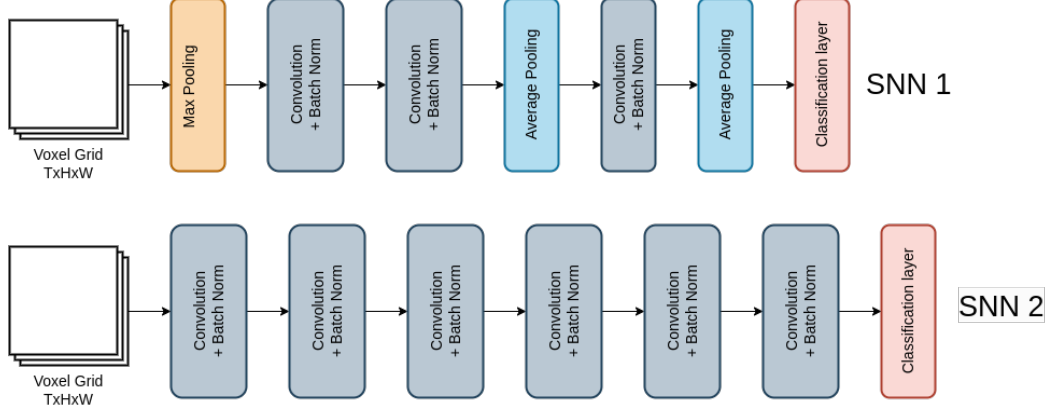 Voxel Grid
TxHxW
Max Pooling
Convolution
+ Batch Norm
Convolution
+ Batch Norm
Average Pooling
Convolution
+ Batch Norm
Average Pooling
Classification layer
SNN 1
Voxel Grid
TxHxW
Convolution
+ Batch Norm
Convolution
+ Batch Norm
Convolution
+ Batch Norm
Convolution
+ Batch Norm
Convolution
+ Batch Norm
Convolution
+ Batch Norm
Classification layer
SNN 2